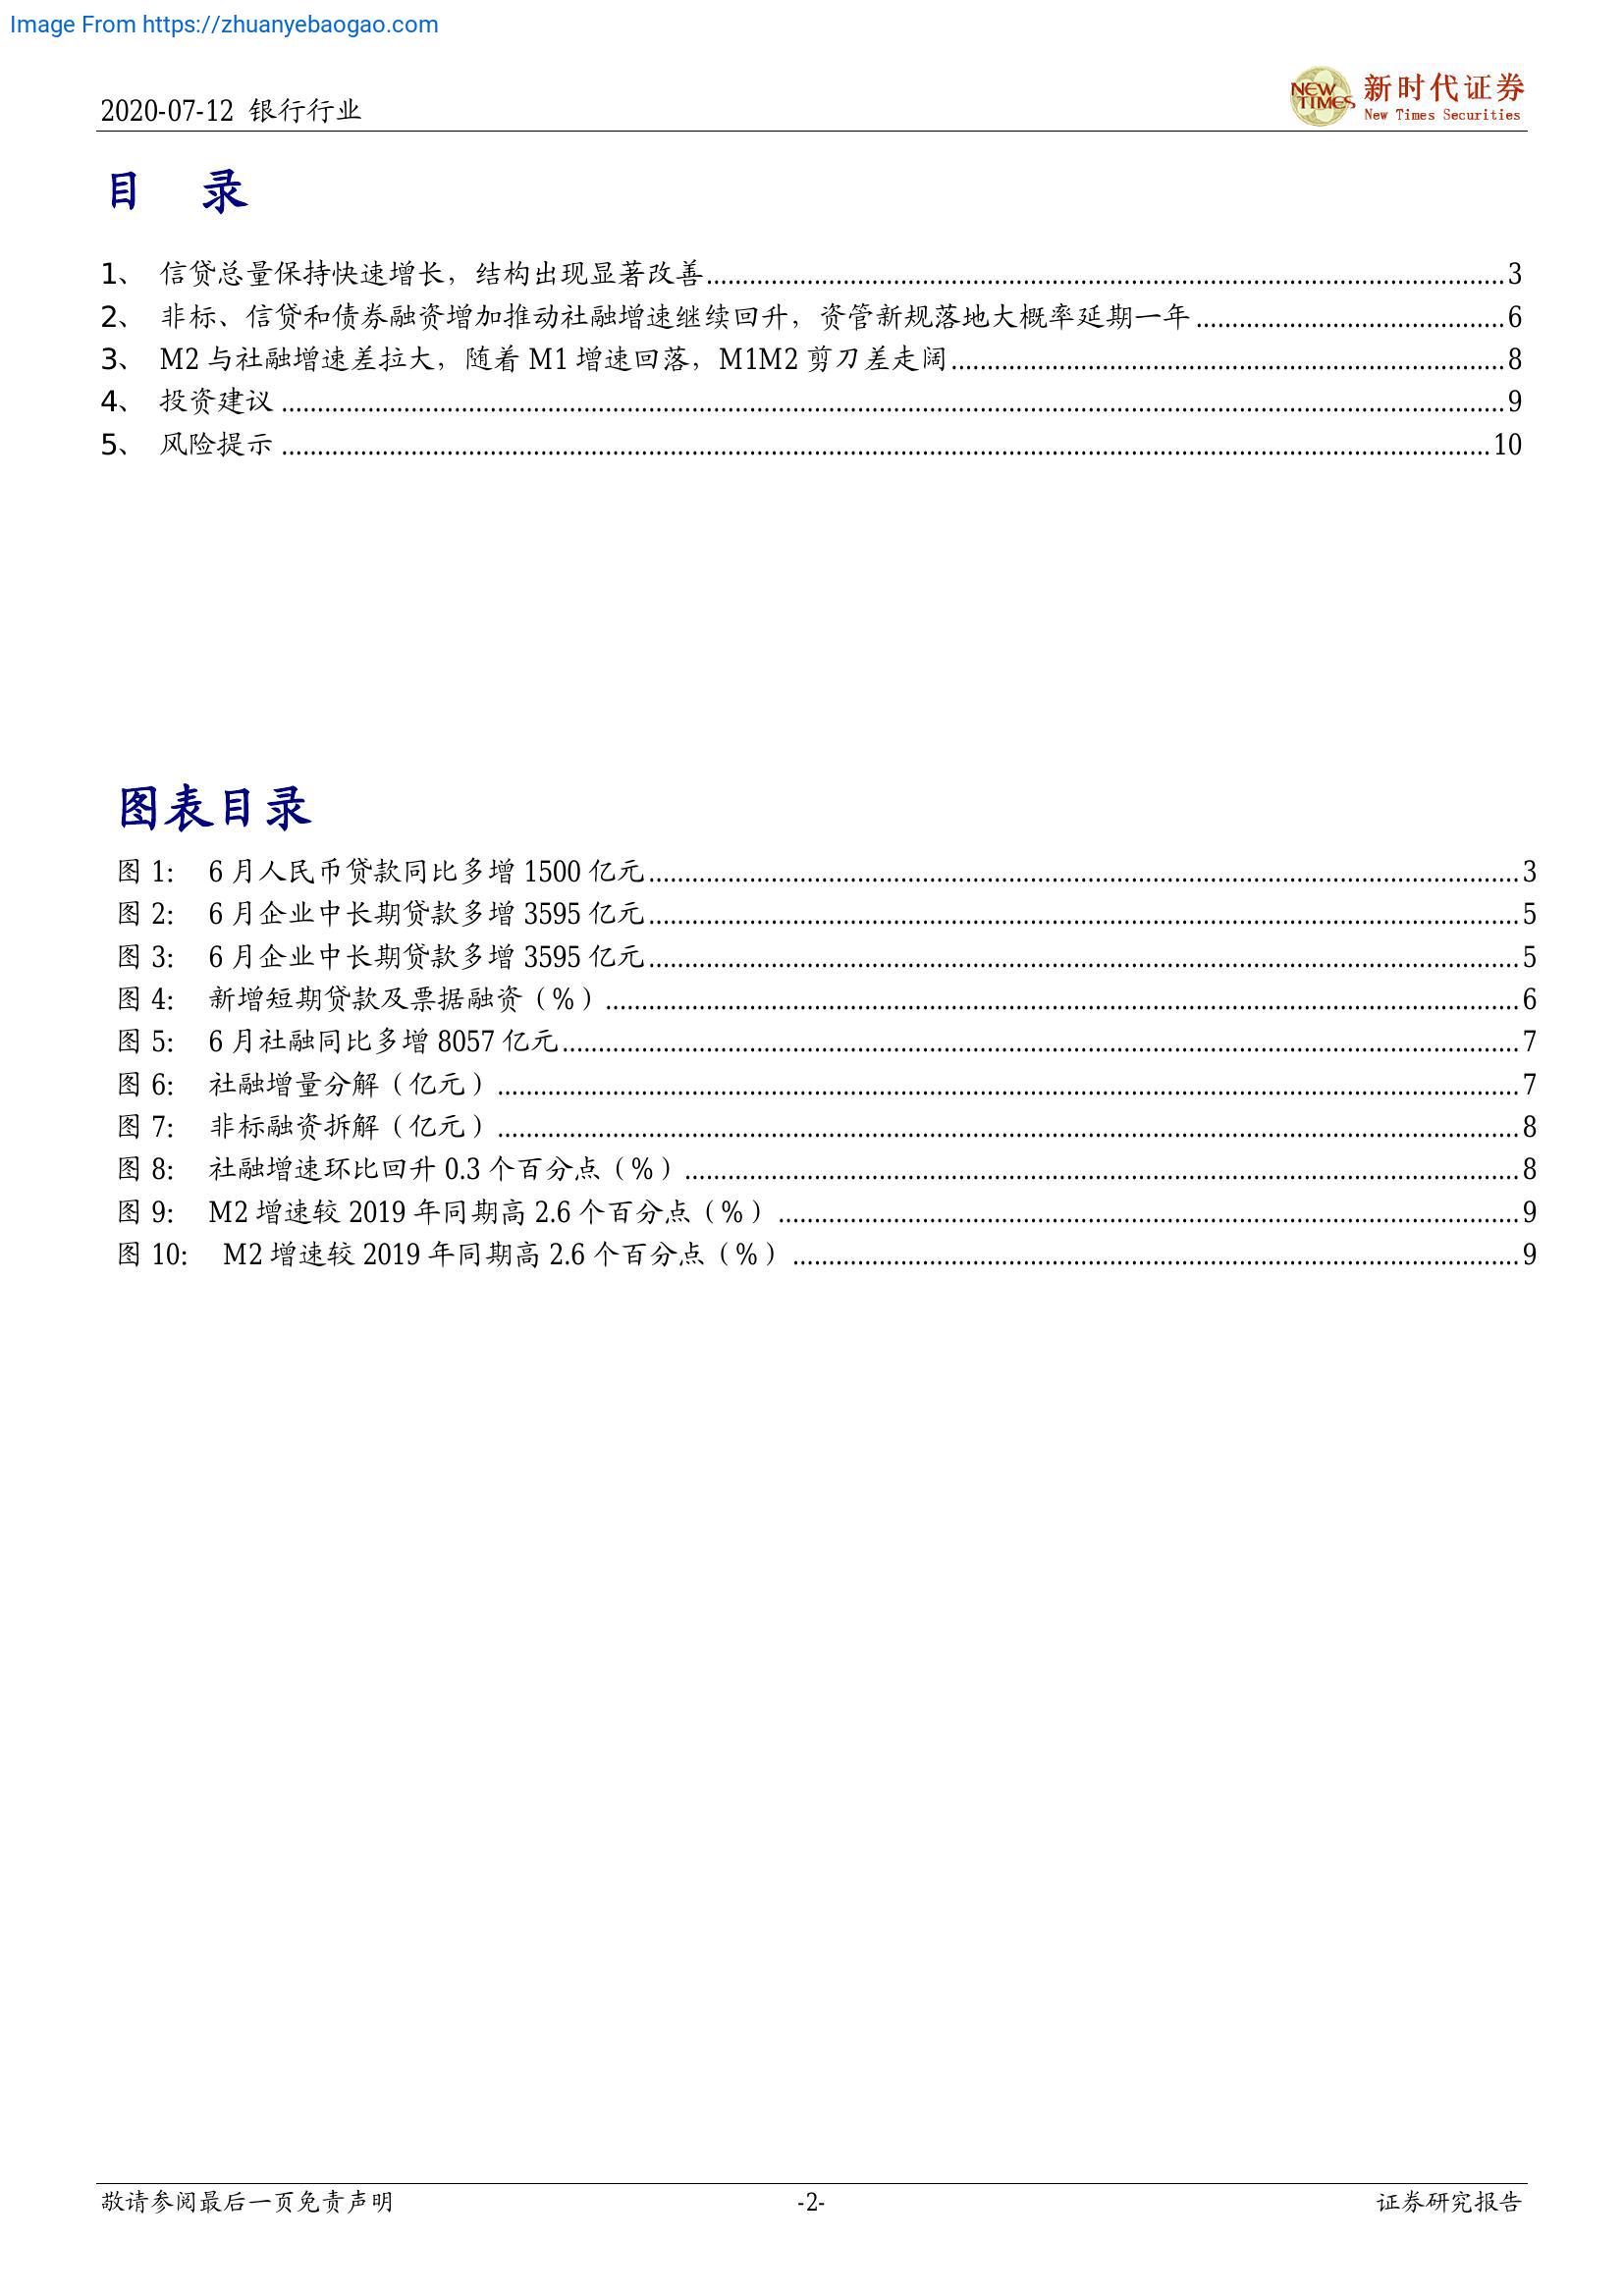 Image From https://zhuanyebaogao.com
2020-07-12 银行行业
NEW TIMES 新时代证券
New Times Securities
目 录
1、 信贷总量保持快速增长，结构出现显著改善 3
2、 非标、信贷和债券融资增加推动社融增速继续回升，资管新规落地大概率延期一年 6
3、 M2 与社融增速差拉大，随着 M1 增速回落，M1M2 剪刀差走阔 8
4、 投资建议 9
5、 风险提示 10
图表目录
图 1: 6 月人民币贷款同比多增 1500 亿元 3
图 2: 6 月企业中长期贷款多增 3595 亿元 5
图 3: 6 月企业中长期贷款多增 3595 亿元 5
图 4: 新增短期贷款及票据融资（%） 6
图 5: 6 月社融同比多增 8057 亿元 7
图 6: 社融增量分解（亿元） 7
图 7: 非标融资拆解（亿元） 8
图 8: 社融增速环比回升 0.3 个百分点（%） 8
图 9: M2 增速较 2019 年同期高 2.6 个百分点（%） 9
图 10: M2 增速较 2019 年同期高 2.6 个百分点（%） 9
敬请参阅最后一页免责声明 -2- 证券研究报告